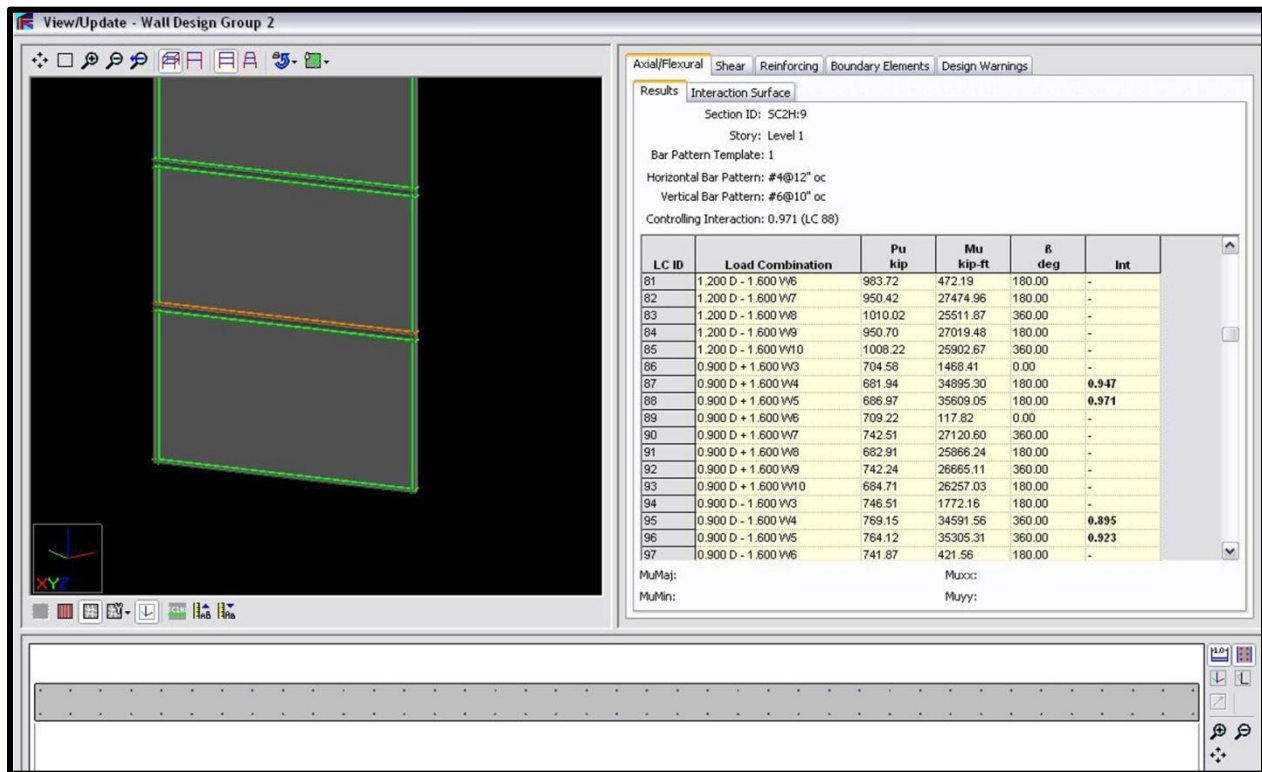 View/Update - Wall Design Group 2
Axial/Flexural Shear Reinforcing Boundary Elements Design Warnings
Results Interaction Surface
Section ID: SC2H:9
Story: Level 1
Bar Pattern Template: 1
Horizontal Bar Pattern: #4@12" oc
Vertical Bar Pattern: #6@10" oc
Controlling Interaction: 0.971 (LC 88)
LC ID Load Combination Pu kip Mu kip-ft ß deg Int
81 1.200 D - 1.600 W6 983.72 472.19 180.00 -
82 1.200 D - 1.600 W7 950.42 27474.96 180.00 -
83 1.200 D - 1.600 W8 1010.02 25511.87 360.00 -
84 1.200 D - 1.600 W9 950.70 27019.48 180.00 -
85 1.200 D - 1.600 W10 1008.22 25902.67 360.00 -
86 0.900 D + 1.600 W3 704.58 1468.41 0.00 -
87 0.900 D + 1.600 W4 681.94 34895.30 180.00 0.947
88 0.900 D + 1.600 W5 686.97 35609.05 180.00 0.971
89 0.900 D + 1.600 W6 709.22 117.82 0.00 -
90 0.900 D + 1.600 W7 742.51 27120.60 360.00 -
91 0.900 D + 1.600 W8 682.91 25866.24 180.00 -
92 0.900 D + 1.600 W9 742.24 26665.11 360.00 -
93 0.900 D + 1.600 W10 684.71 26257.03 180.00 -
94 0.900 D - 1.600 W3 746.51 1772.16 180.00 -
95 0.900 D - 1.600 W4 769.15 34591.56 360.00 0.895
96 0.900 D - 1.600 W5 764.12 35305.31 360.00 0.923
97 0.900 D - 1.600 W6 741.87 421.56 180.00 -
MuMaj: Muxx:
MuMin: Muyy:
XYZ